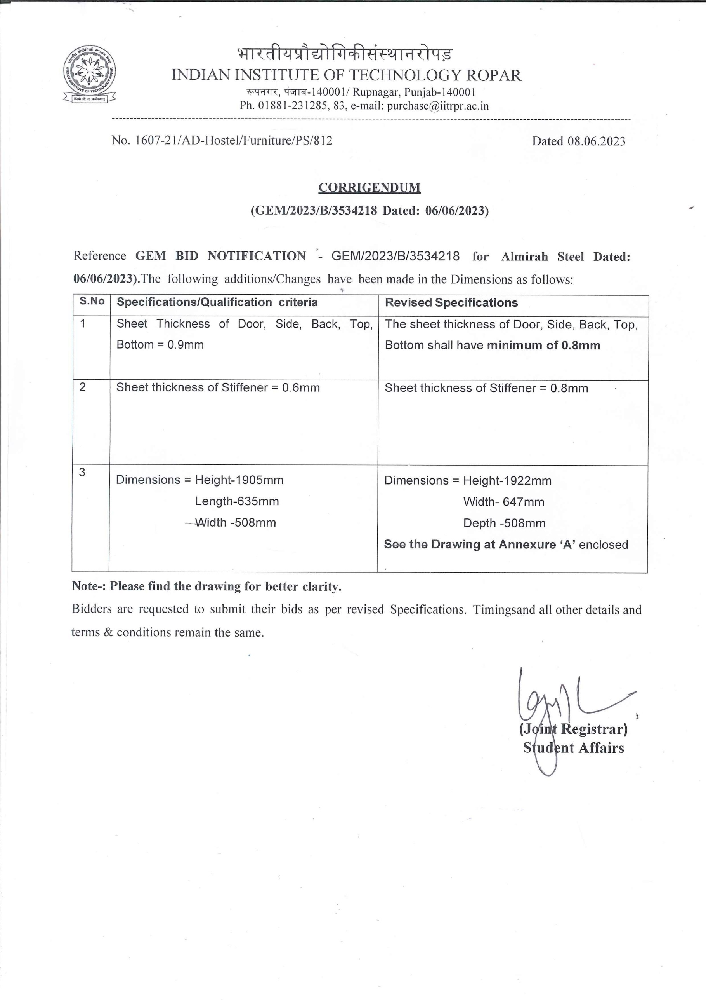 भारतीयप्रौद्योगिकीसंस्थानरोपड़
INDIAN INSTITUTE OF TECHNOLOGY ROPAR
रूपनगर, पंजाब-140001/ Rupnagar, Punjab-140001
Ph. 01881-231285, 83, e-mail: purchase@iitrpr.ac.in
INDIAN INSTITUTE OF TECHNOLOGY ROPAR
No. 1607-21/AD-Hostel/Furniture/PS/812 Dated 08.06.2023
CORRIGENDUM
(GEM/2023/B/3534218 Dated: 06/06/2023)
Reference GEM BID NOTIFICATION - GEM/2023/B/3534218 for Almirah Steel Dated:
06/06/2023).The following additions/Changes have been made in the Dimensions as follows:
S.No Specifications/Qualification criteria Revised Specifications
1 Sheet Thickness of Door, Side, Back, Top, The sheet thickness of Door, Side, Back, Top,
Bottom = 0.9mm Bottom shall have minimum of 0.8mm
2 Sheet thickness of Stiffener = 0.6mm Sheet thickness of Stiffener = 0.8mm
3 Dimensions = Height-1905mm Dimensions = Height-1922mm
Length-635mm Width- 647mm
Width -508mm Depth -508mm
See the Drawing at Annexure ‘A’ enclosed
Note-: Please find the drawing for better clarity.
Bidders are requested to submit their bids as per revised Specifications. Timingsand all other details and
terms & conditions remain the same.
(Joint Registrar)
Student Affairs